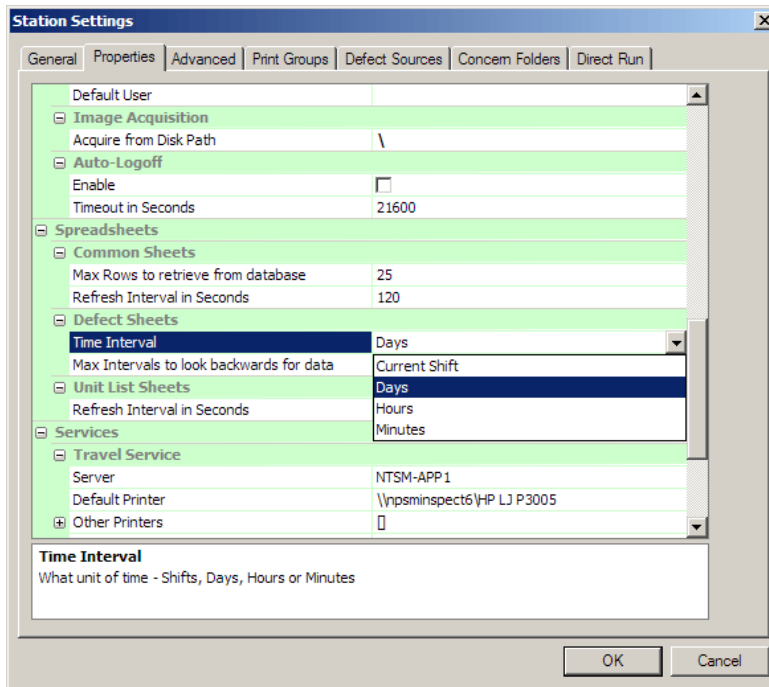 Station Settings
General Properties Advanced Print Groups Defect Sources Concern Folders Direct Run
Default User
Image Acquisition
Acquire from Disk Path \
Auto-Logoff
Enable
Timeout in Seconds 21600
Spreadsheets
Common Sheets
Max Rows to retrieve from database 25
Refresh Interval in Seconds 120
Defect Sheets
Time Interval Days
Max Intervals to look backwards for data
Current Shift
Days
Hours
Minutes
Unit List Sheets
Refresh Interval in Seconds
Services
Travel Service
Server NTSM-APP1
Default Printer \\npsminspect6\HP LJ P3005
Other Printers []
Time Interval
What unit of time - Shifts, Days, Hours or Minutes
OK Cancel